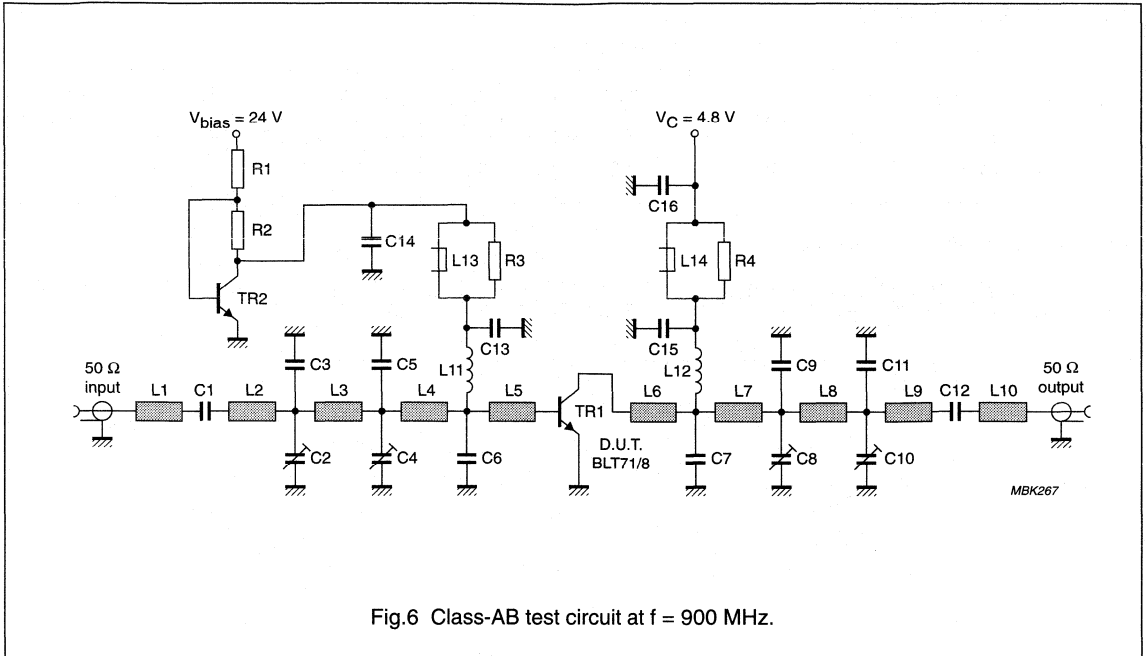 V_bias = 24 V
V_C = 4.8 V
R1
C16
R2
C14
L13
R3
L14
R4
TR2
C13
C15
C3
C5
L11
L12
C9
C11
50 Ω
input
L1
C1
L2
L3
L4
L5
TR1
L6
L7
L8
L9
C12
L10
50 Ω
output
D.U.T.
BLT71/8
C2
C4
C6
C7
C8
C10
MBK267
Fig.6 Class-AB test circuit at f = 900 MHz.